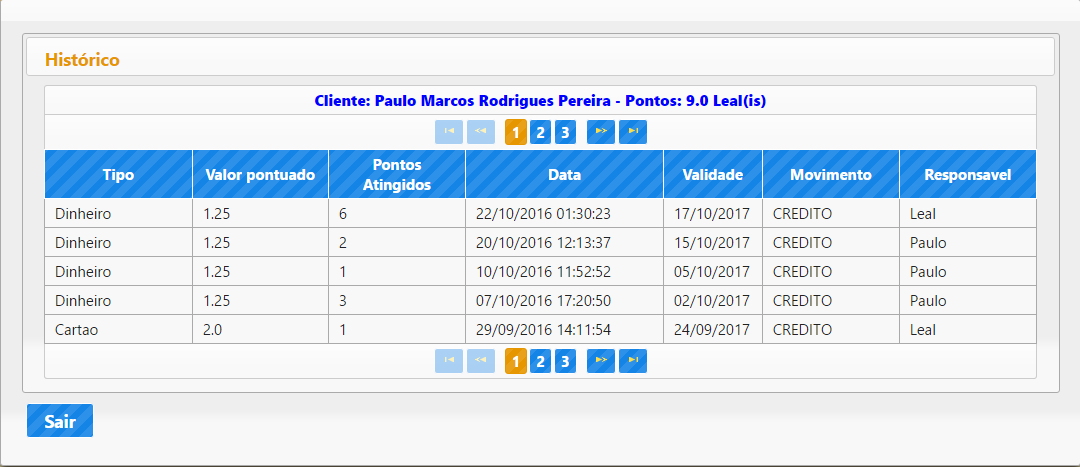 Histórico
Cliente: Paulo Marcos Rodrigues Pereira - Pontos: 9.0 Leal(is)
1 2 3
Tipo Valor pontuado Pontos Atingidos Data Validade Movimento Responsavel
Dinheiro 1.25 6 22/10/2016 01:30:23 17/10/2017 CREDITO Leal
Dinheiro 1.25 2 20/10/2016 12:13:37 15/10/2017 CREDITO Paulo
Dinheiro 1.25 1 10/10/2016 11:52:52 05/10/2017 CREDITO Paulo
Dinheiro 1.25 3 07/10/2016 17:20:50 02/10/2017 CREDITO Paulo
Cartao 2.0 1 29/09/2016 14:11:54 24/09/2017 CREDITO Leal
1 2 3
Sair